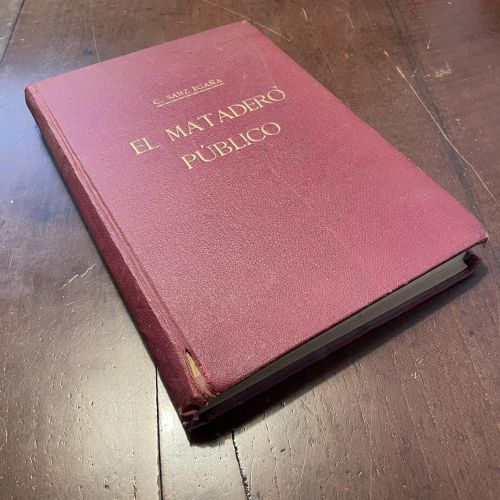 C. SANZ EGAÑA
EL MATADERO
PÚBLICO